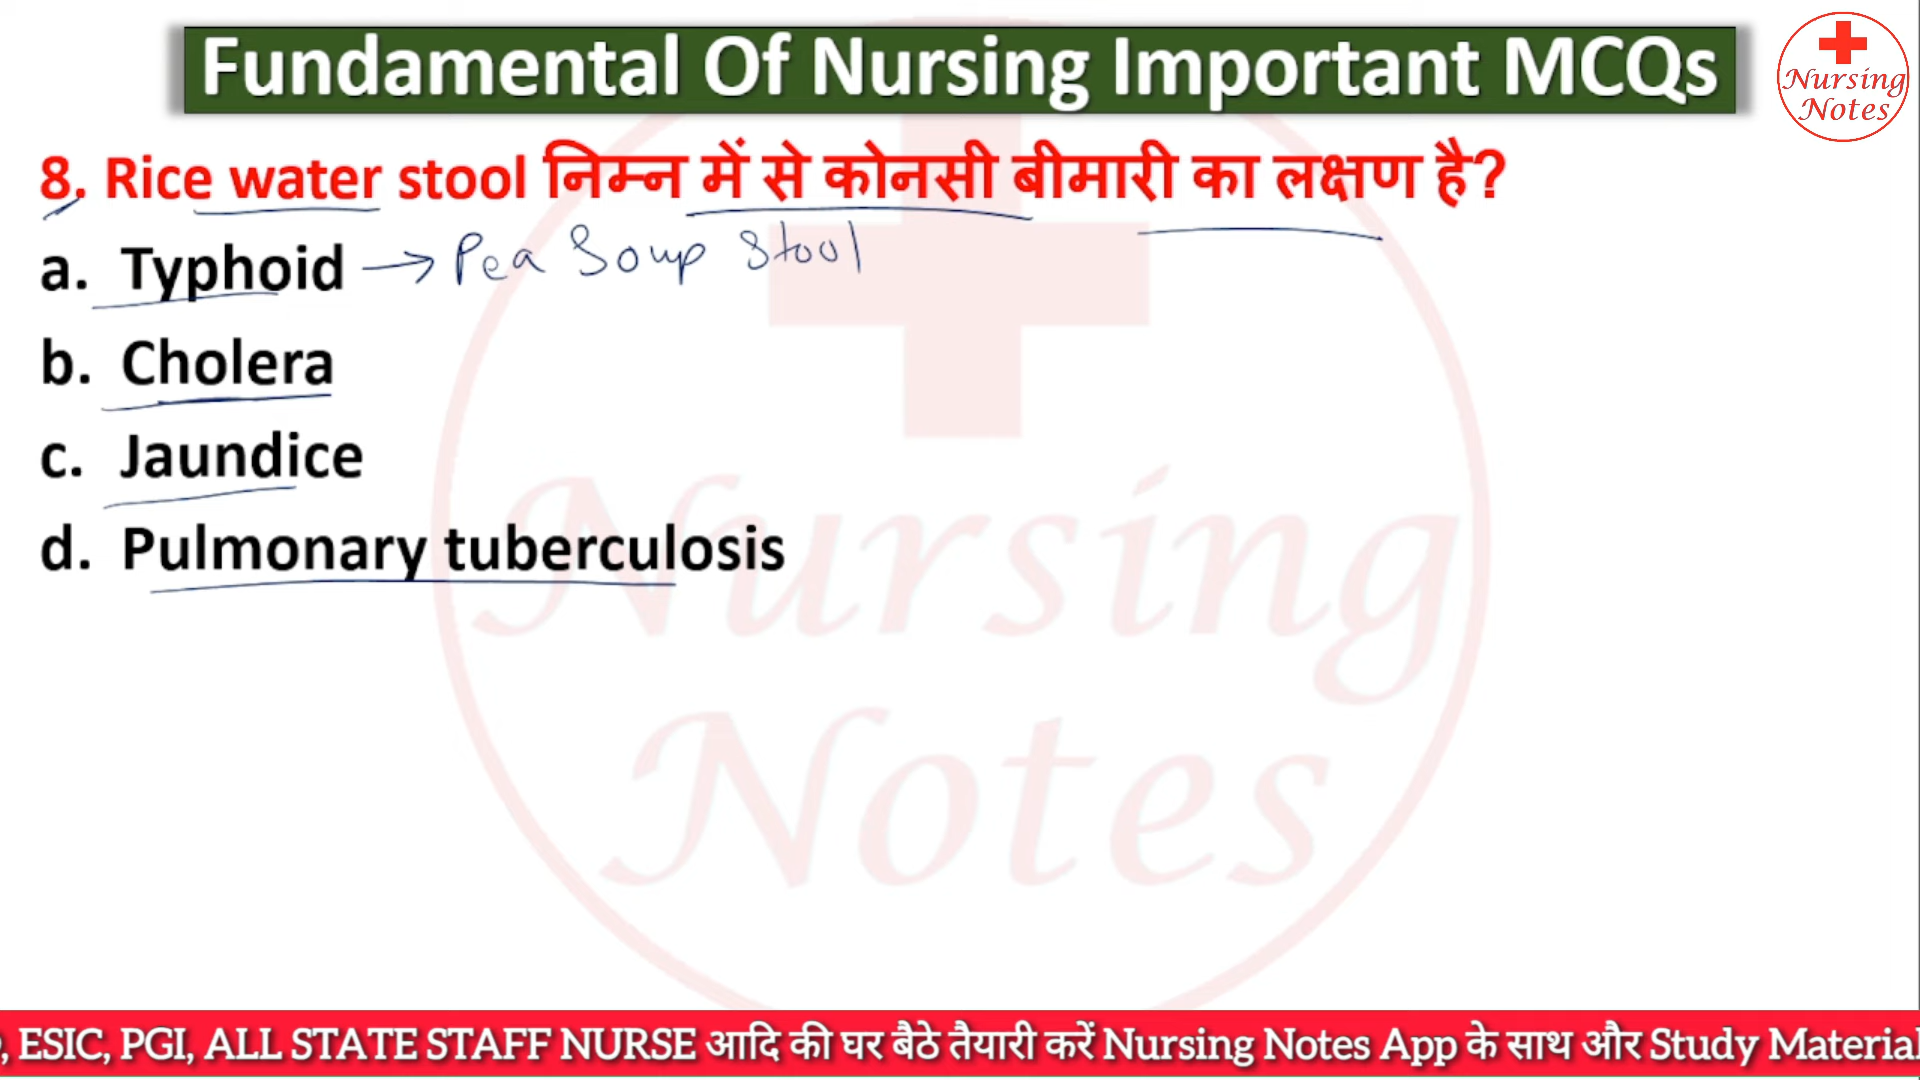 Fundamental Of Nursing Important MCQs
Nursing
Notes
8. Rice water stool निम्न में से कोनसी बीमारी का लक्षण है?
a. Typhoid → Pea Soup Stool
b. Cholera
c. Jaundice
d. Pulmonary tuberculosis
Nursing
Notes
, ESIC, PGI, ALL STATE STAFF NURSE आदि की घर बैठे तैयारी करें Nursing Notes App के साथ और Study Material